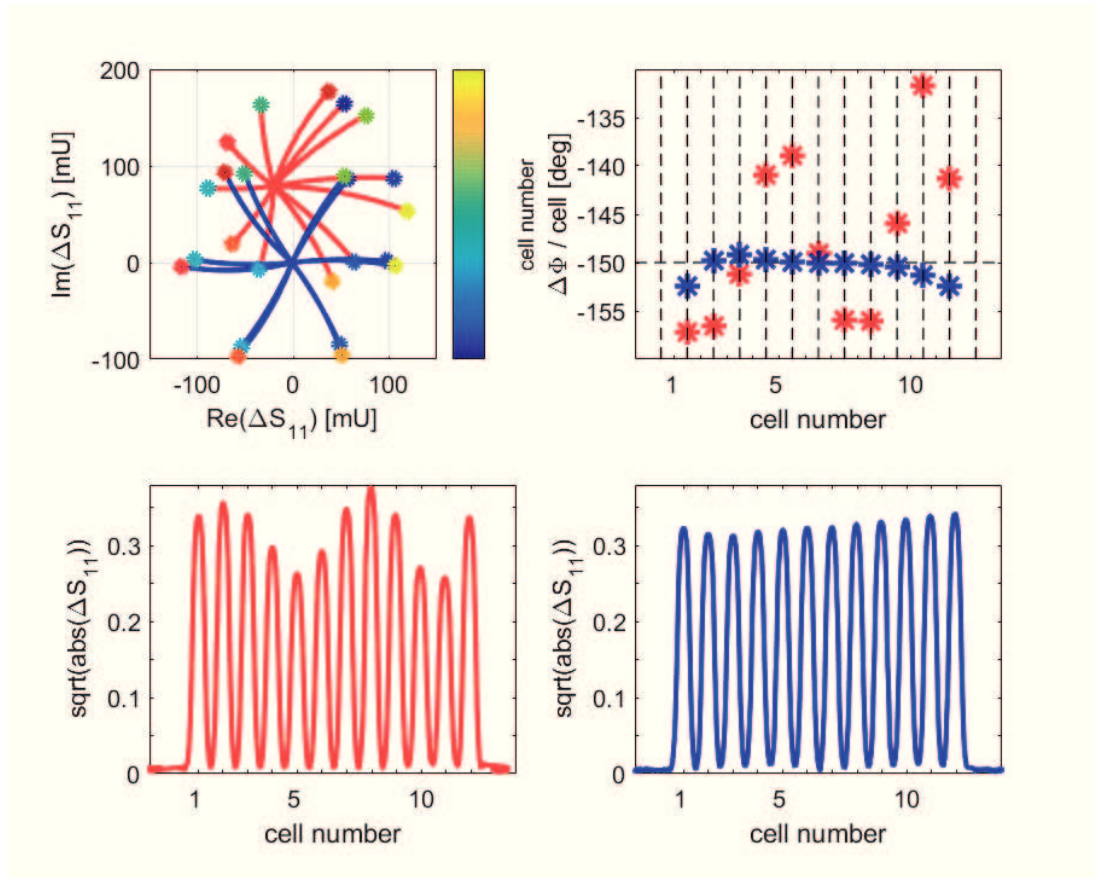 200
100
0
-100
-100 0 100
Im(ΔS11) [mU]
Re(ΔS11) [mU]
cell number
-135
-140
-145
-150
-155
1 5 10
ΔΦ / cell [deg]
cell number
0.3
0.2
0.1
0
1 5 10
sqrt(abs(ΔS11))
cell number
0.3
0.2
0.1
0
1 5 10
sqrt(abs(ΔS11))
cell number